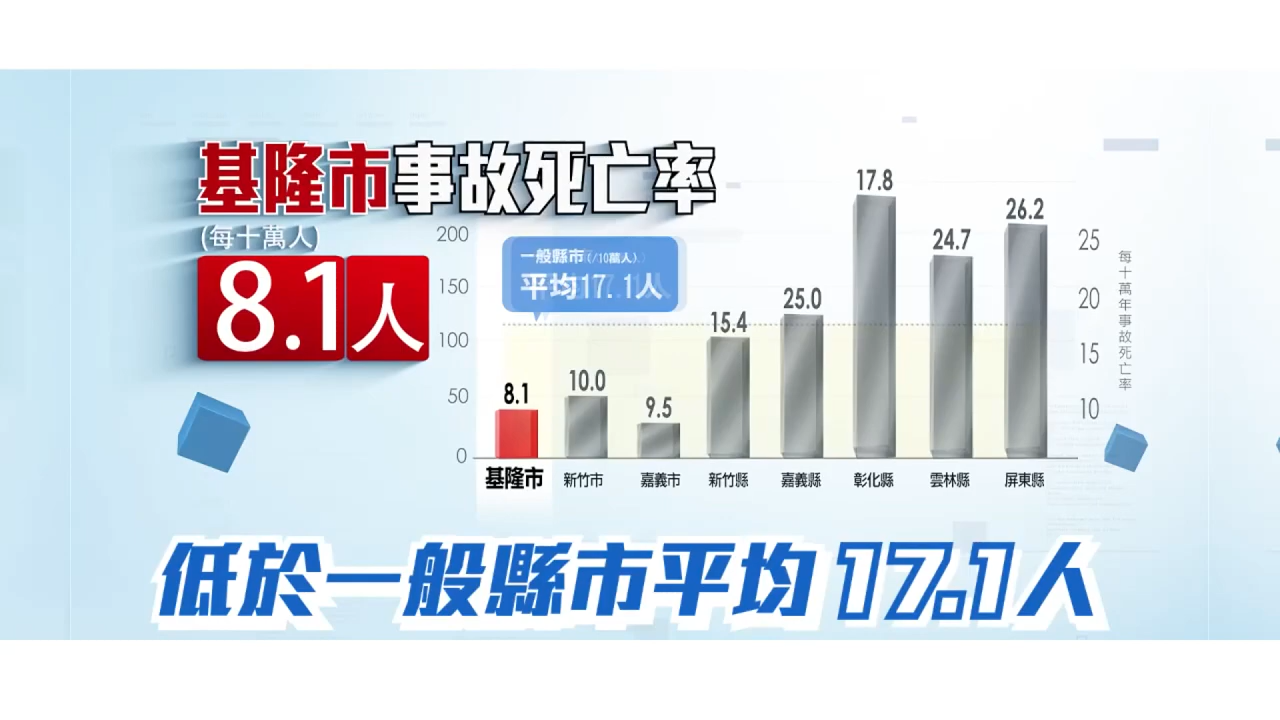 基隆市事故死亡率
(每十萬人)
8.1人
200
150
100
50
0
一般縣市(/10萬人)
平均17.1人
8.1
10.0
9.5
15.4
25.0
17.8
24.7
26.2
25
20
15
10
每十萬年事故死亡率
基隆市 新竹市 嘉義市 新竹縣 嘉義縣 彰化縣 雲林縣 屏東縣
低於一般縣市平均17.1人